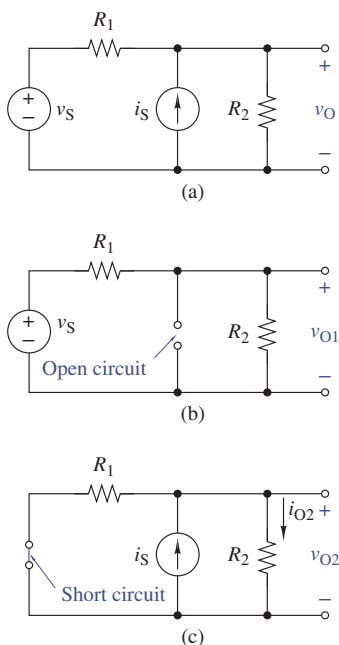 R1
+
+
−
vS
iS
R2
vO
−
(a)
R1
+
+
−
vS
R2
vO1
Open circuit
−
(b)
R1
iO2
+
iS
R2
vO2
Short circuit
−
(c)